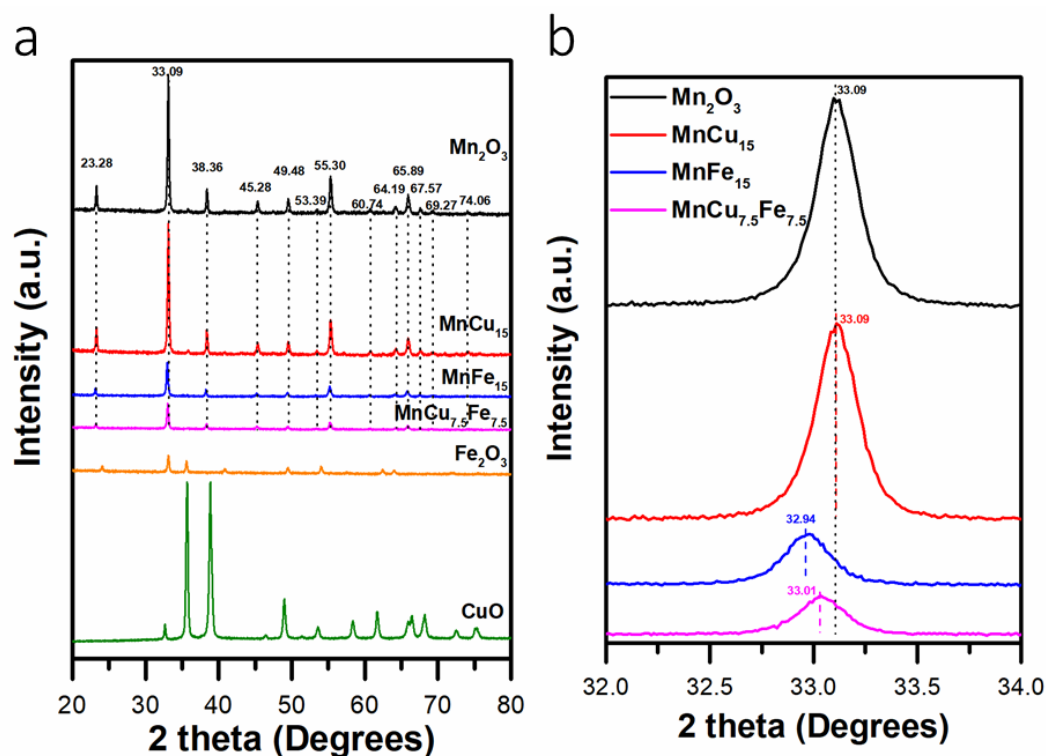 a
33.09
23.28
38.36
45.28
49.48
53.39
55.30
60.74
64.19
65.89
67.57
69.27
74.06
Mn2O3
MnCu15
MnFe15
MnCu7.5Fe7.5
Fe2O3
CuO
Intensity (a.u.)
20 30 40 50 60 70 80
2 theta (Degrees)
b
Mn2O3
MnCu15
MnFe15
MnCu7.5Fe7.5
33.09
33.09
32.94
33.01
Intensity (a.u.)
32.0 32.5 33.0 33.5 34.0
2 theta (Degrees)